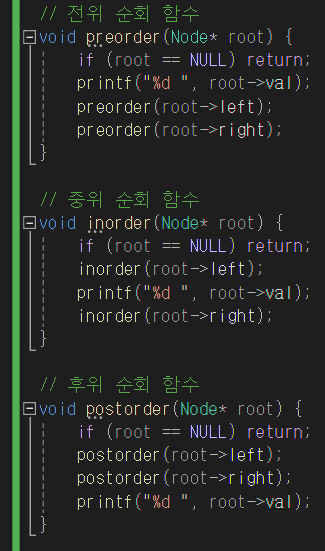 // 전위 순회 함수
void preorder(Node* root) {
    if (root == NULL) return;
    printf("%d ", root->val);
    preorder(root->left);
    preorder(root->right);
}

// 중위 순회 함수
void inorder(Node* root) {
    if (root == NULL) return;
    inorder(root->left);
    printf("%d ", root->val);
    inorder(root->right);
}

// 후위 순회 함수
void postorder(Node* root) {
    if (root == NULL) return;
    postorder(root->left);
    postorder(root->right);
    printf("%d ", root->val);
}